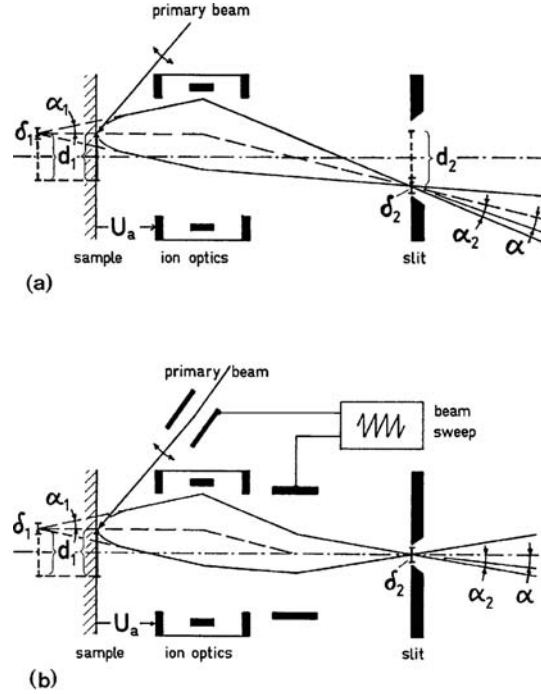 primary beam
α₁
δ₁
d₁
d₂
δ₂
α₂
α
Uₐ
sample
ion optics
slit
(a)
primary beam
beam
sweep
α₁
δ₁
d₁
δ₂
α₂
α
Uₐ
sample
ion optics
slit
(b)